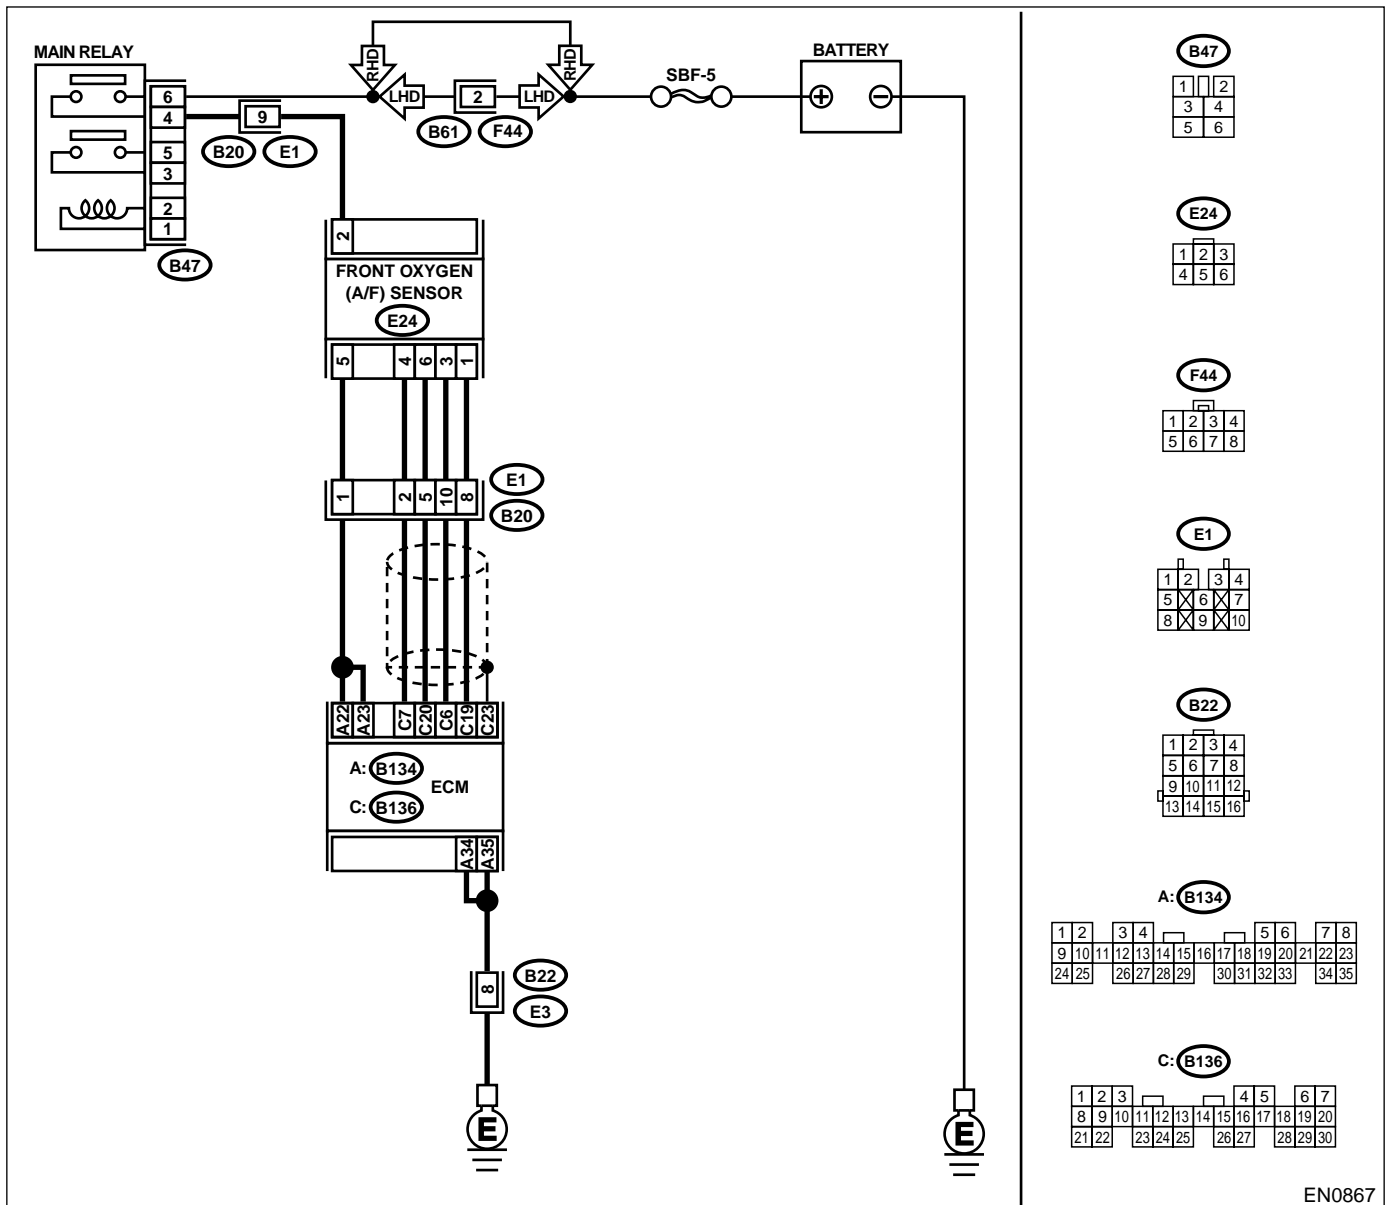 MAIN RELAY
6
4
5
3
2
1
B47
9
B20
E1
RHD
LHD
2
LHD
RHD
B61
F44
SBF-5
BATTERY
+
−
2
FRONT OXYGEN
(A/F) SENSOR
E24
5 4 6 3 1
1 2 5 10 8
E1
B20
A22 A23 C7 C20 C6 C19 C23
A: B134
ECM
C: B136
A34 A35
8
B22
E3
E
E
B47
1 2
3 4
5 6
E24
1 2 3
4 5 6
F44
1 2 3 4
5 6 7 8
E1
1 2 3 4
5 6 7
8 9 10
B22
1 2 3 4
5 6 7 8
9 10 11 12
13 14 15 16
A: B134
1 2 3 4 5 6 7 8
9 10 11 12 13 14 15 16 17 18 19 20 21 22 23
24 25 26 27 28 29 30 31 32 33 34 35
C: B136
1 2 3 4 5 6 7
8 9 10 11 12 13 14 15 16 17 18 19 20
21 22 23 24 25 26 27 28 29 30
EN0867